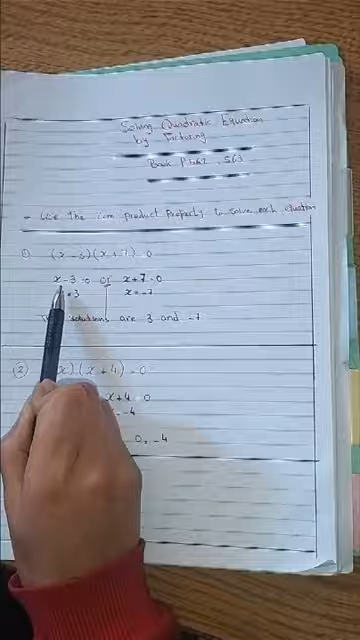 Solving Quadratic Equation
by Factoring
Book P 562, 563
- Use the zero product property to solve each equation
① (x - 3)(x + 7) = 0
x - 3 = 0 or x + 7 = 0
= 3 x = -7
solutions are 3 and -7
② x) (x + 4) = 0
x + 4 = 0
= -4
0, -4